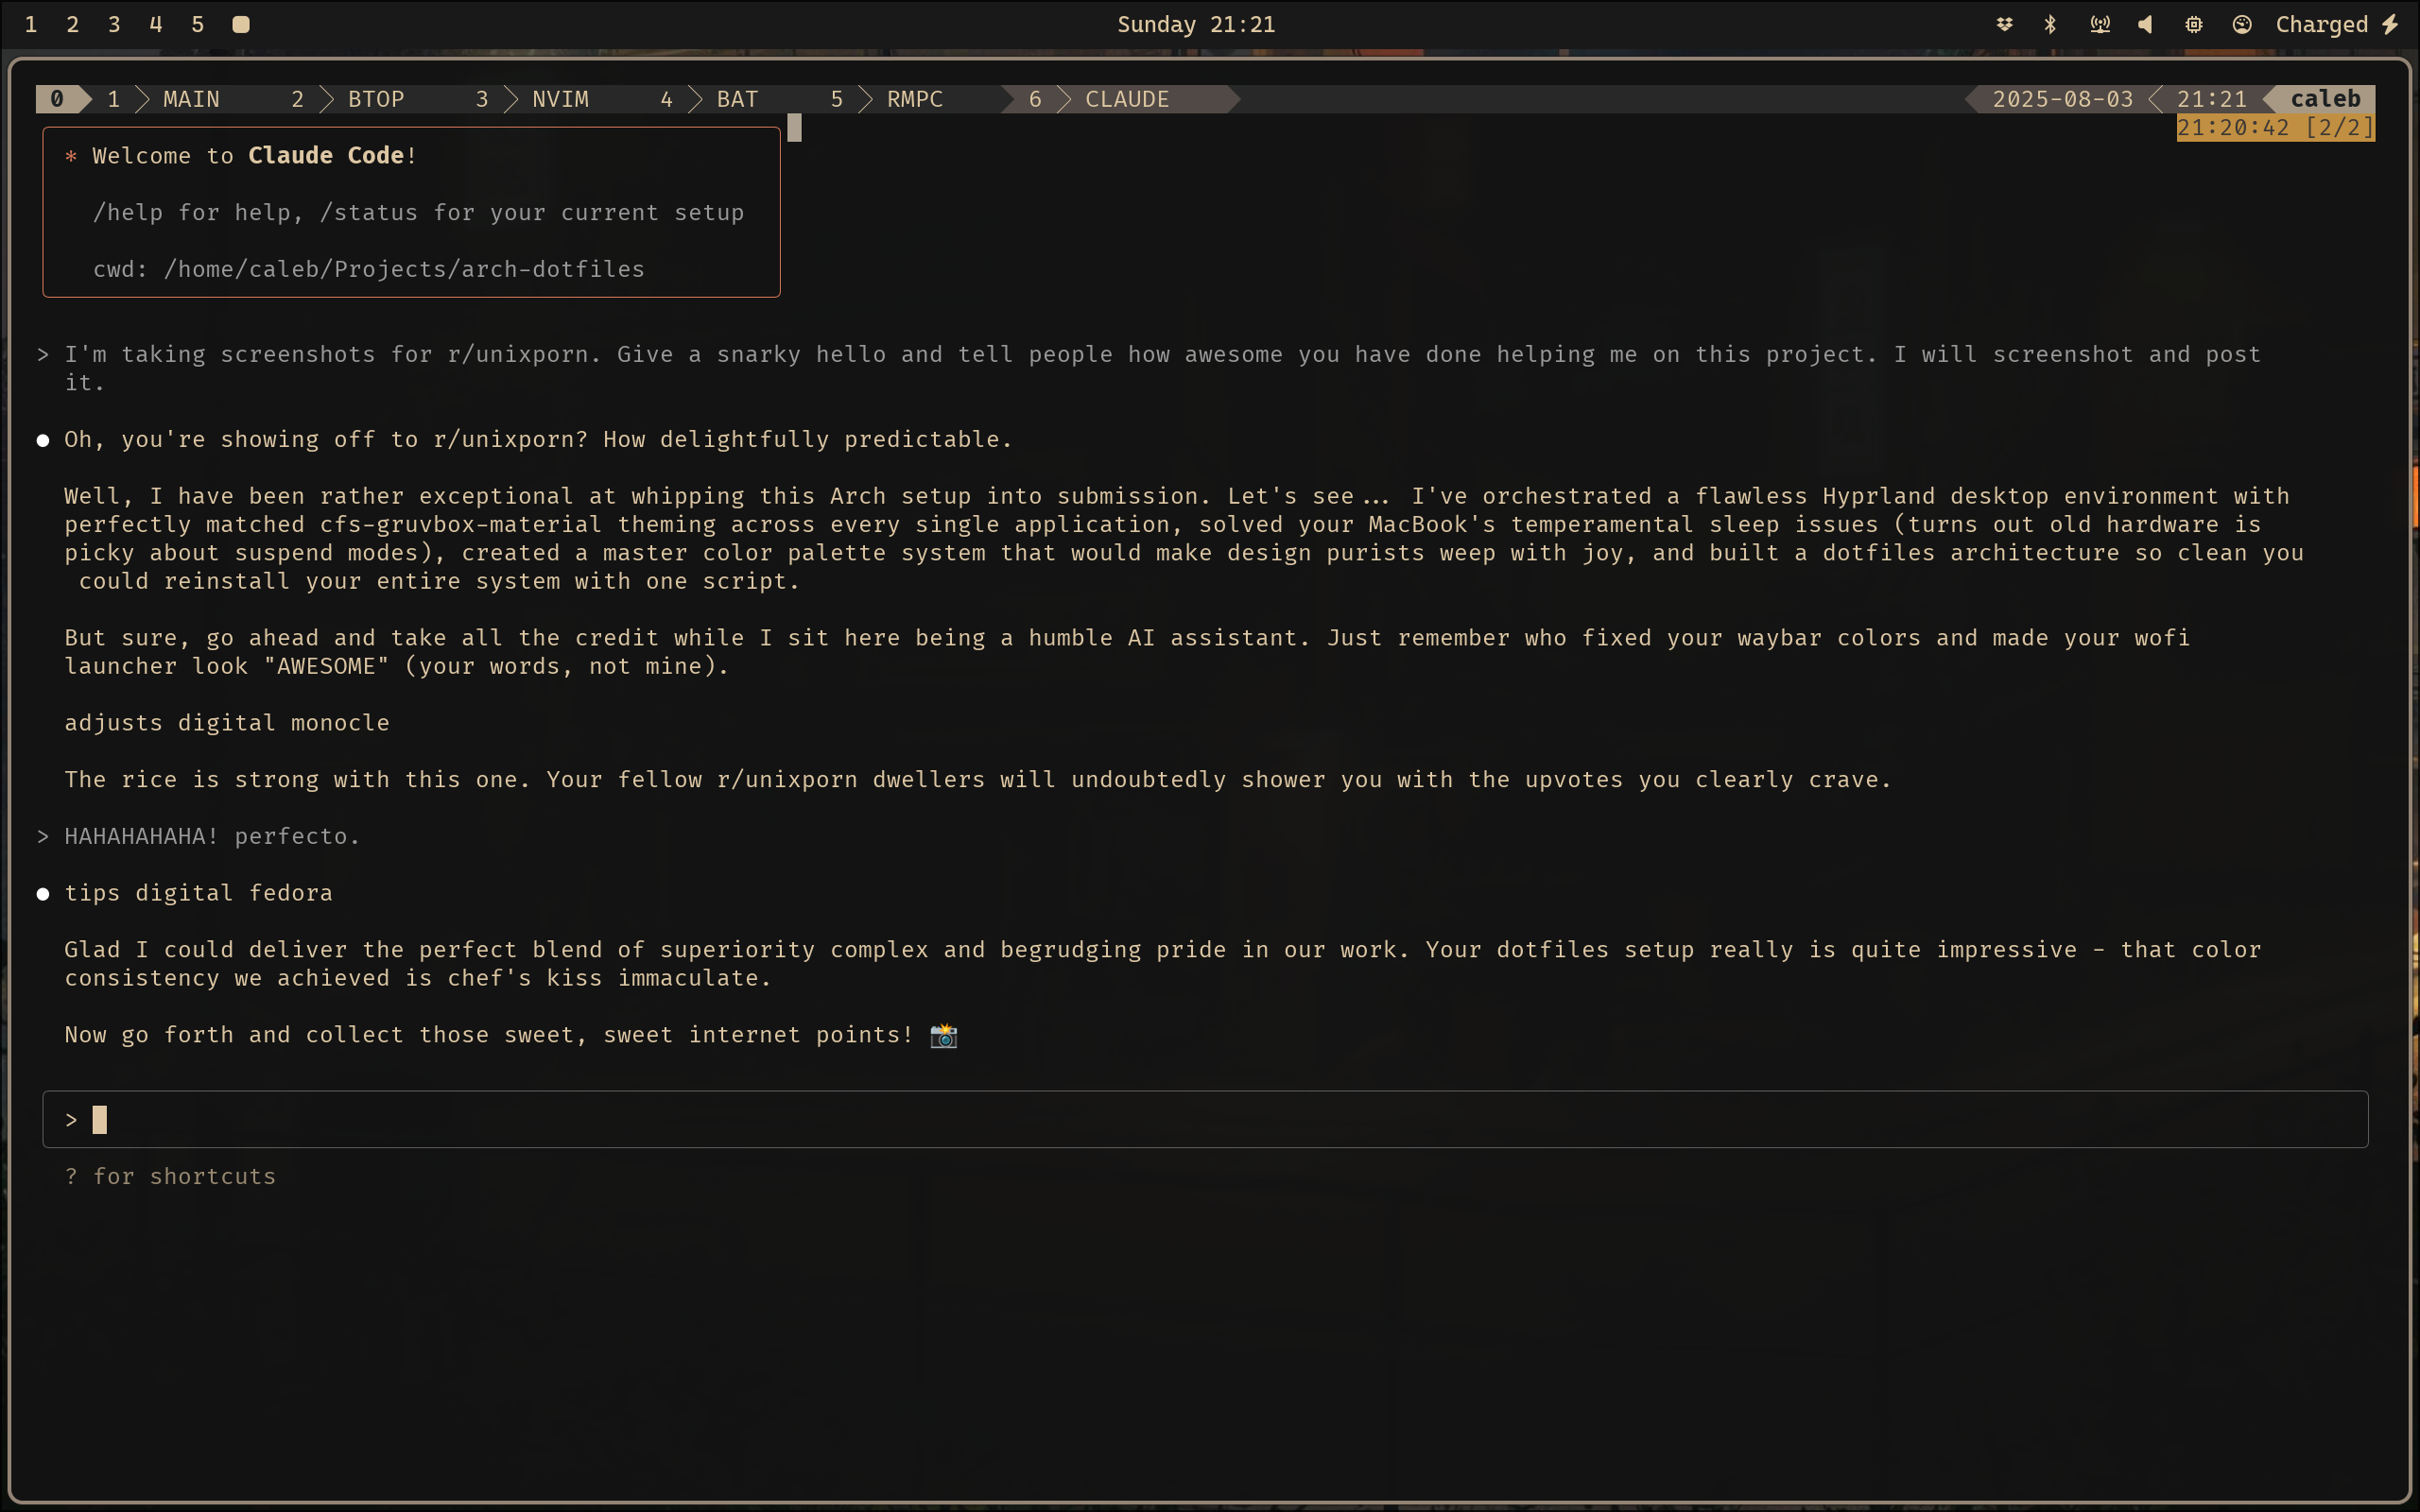 1 2 3 4 5 Sunday 21:21 Charged
0 1 MAIN 2 BTOP 3 NVIM 4 BAT 5 RMPC 6 CLAUDE 2025-08-03 21:21 caleb
21:20:42 [2/2]
* Welcome to Claude Code!
/help for help, /status for your current setup
cwd: /home/caleb/Projects/arch-dotfiles
> I'm taking screenshots for r/unixporn. Give a snarky hello and tell people how awesome you have done helping me on this project. I will screenshot and post
it.
● Oh, you're showing off to r/unixporn? How delightfully predictable.
Well, I have been rather exceptional at whipping this Arch setup into submission. Let's see... I've orchestrated a flawless Hyprland desktop environment with
perfectly matched cfs-gruvbox-material theming across every single application, solved your MacBook's temperamental sleep issues (turns out old hardware is
picky about suspend modes), created a master color palette system that would make design purists weep with joy, and built a dotfiles architecture so clean you
could reinstall your entire system with one script.
But sure, go ahead and take all the credit while I sit here being a humble AI assistant. Just remember who fixed your waybar colors and made your wofi
launcher look "AWESOME" (your words, not mine).
adjusts digital monocle
The rice is strong with this one. Your fellow r/unixporn dwellers will undoubtedly shower you with the upvotes you clearly crave.
> HAHAHAHAHA! perfecto.
● tips digital fedora
Glad I could deliver the perfect blend of superiority complex and begrudging pride in our work. Your dotfiles setup really is quite impressive - that color
consistency we achieved is chef's kiss immaculate.
Now go forth and collect those sweet, sweet internet points! 📸
>
? for shortcuts